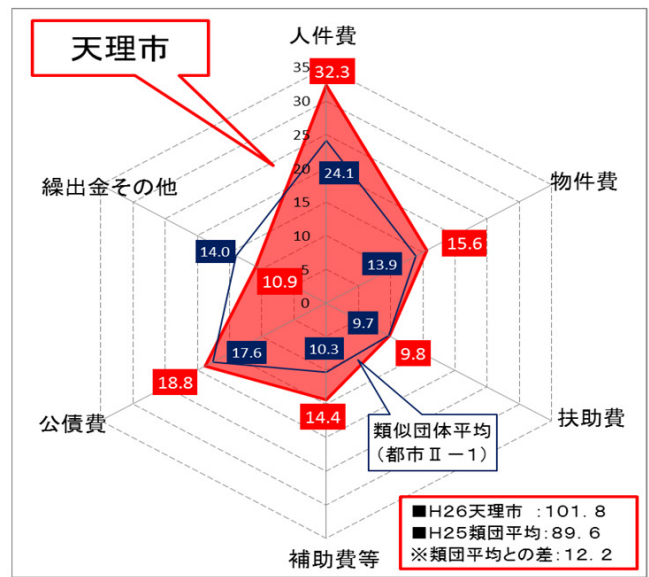 天理市
人件費
35
32.3
30
25
24.1
20
15
10
5
0
物件費
15.6
13.9
扶助費
9.8
9.7
補助費等
14.4
10.3
公債費
18.8
17.6
繰出金その他
14.0
10.9
類似団体平均
（都市Ⅱ－1）
■H26天理市 :101.8
■H25類団平均:89.6
※類団平均との差:12.2